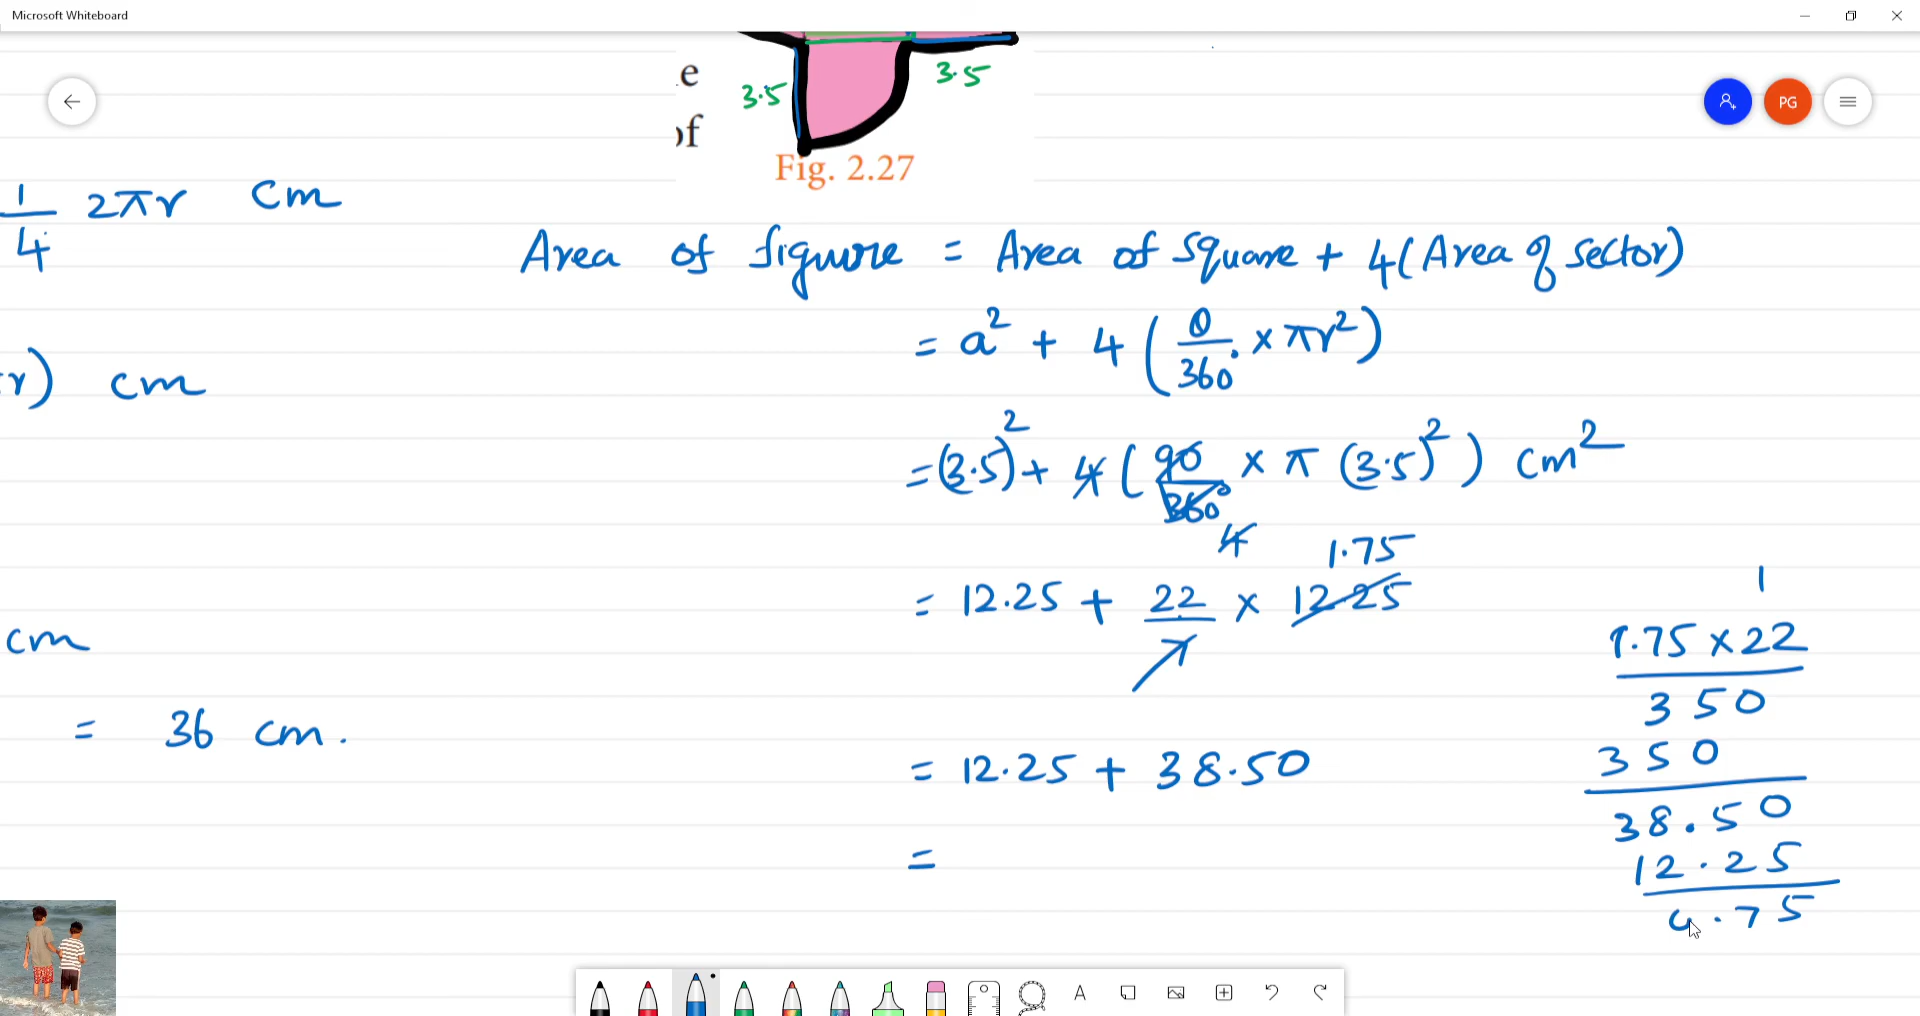 Microsoft Whiteboard
e
of
3.5
3.5
Fig. 2.27
PG
1/4 2πr cm
r) cm
cm
= 36 cm.
Area of figuure = Area of square + 4(Area of sector)
= a² + 4(θ/360° × πr²)
= (3.5)² + 4(90/360° × π (3.5)²) cm²
4
1.75
= 12.25 + 22/7 × 12.25
= 12.25 + 38.50
=
1
1.75 × 22
350
350
38.50
12.25
.75
A